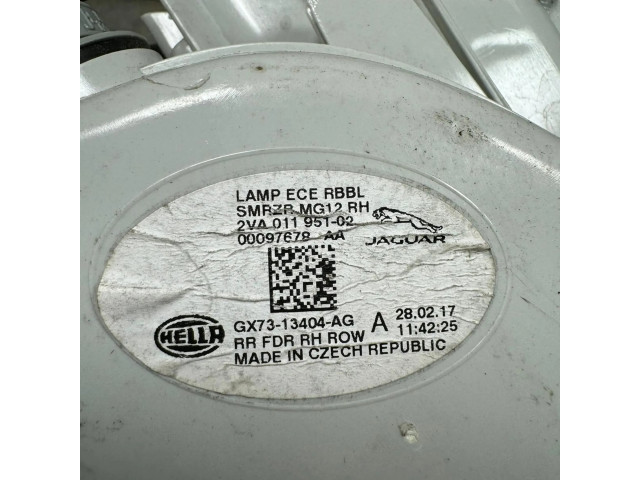 LAMP ECE RBBL
SMRZR MG12 RH
2VA 011 951-02
00097678 AA
JAGUAR
HELLA
GX73-13404-AG A 28.02.17
RR FDR RH ROW 11:42:25
MADE IN CZECH REPUBLIC